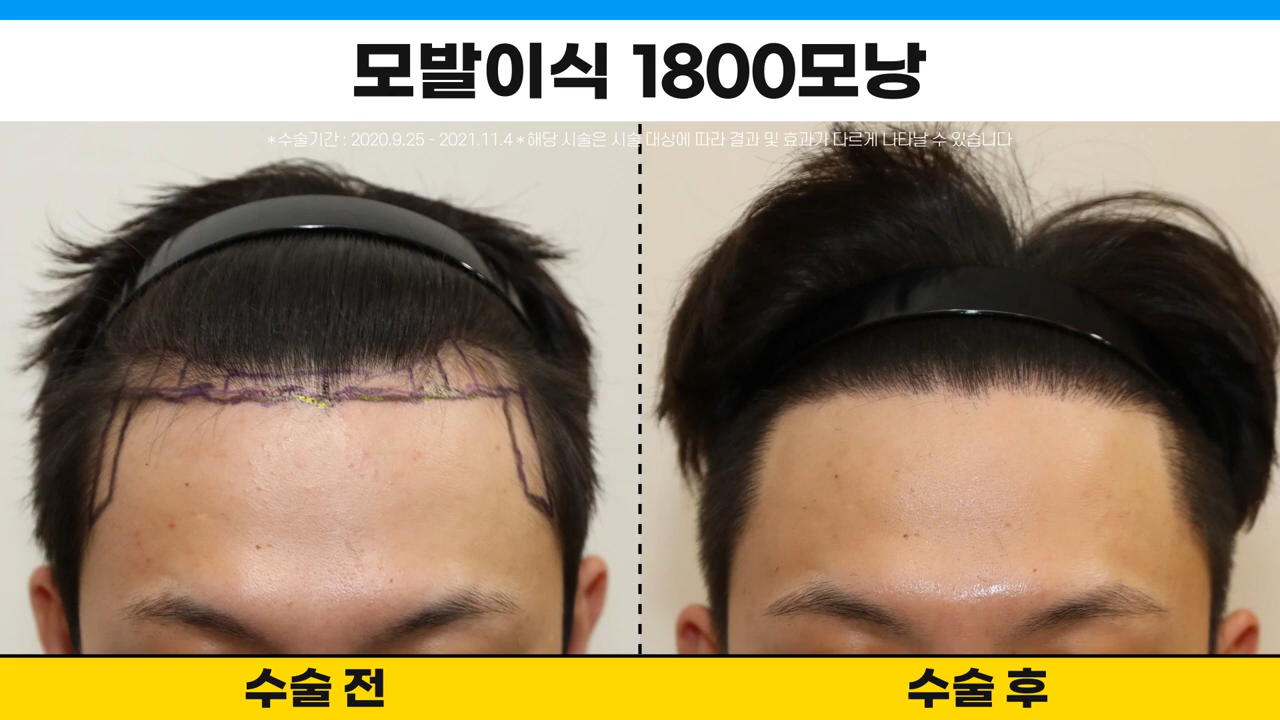 모발이식 1800모낭
*수술기간 : 2020.9.25 - 2021.11.4 *해당 시술은 시술 대상에 따라 결과 및 효과가 다르게 나타날 수 있습니다
수술 전
수술 후